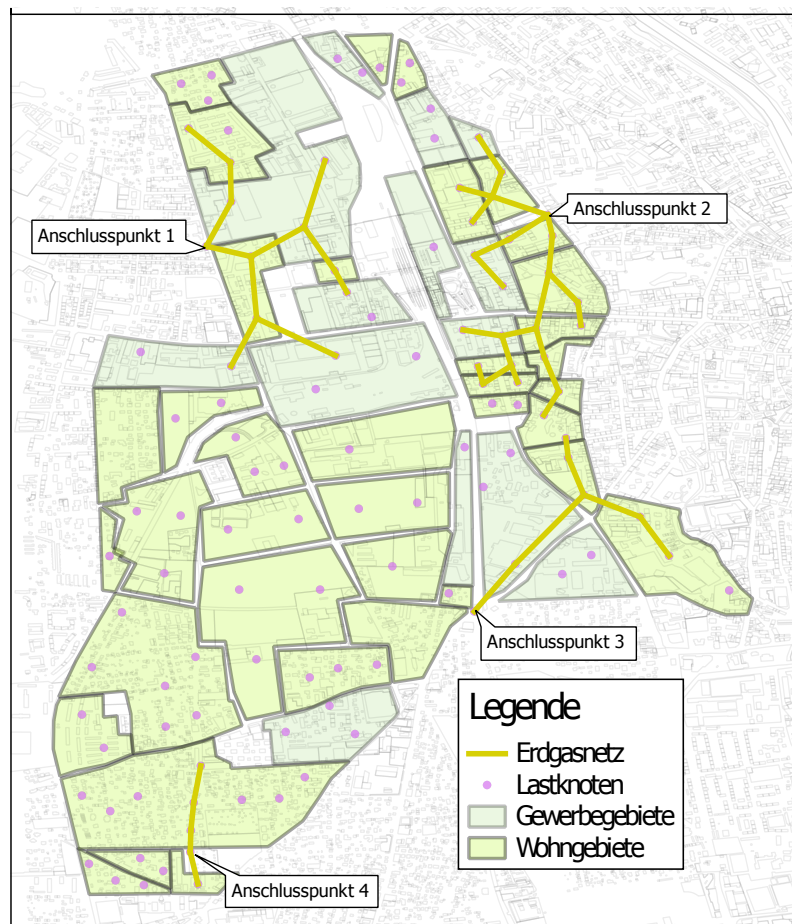 Anschlusspunkt 1
Anschlusspunkt 2
Anschlusspunkt 3
Legende
Erdgasnetz
Lastknoten
Gewerbegebiete
Wohngebiete
Anschlusspunkt 4